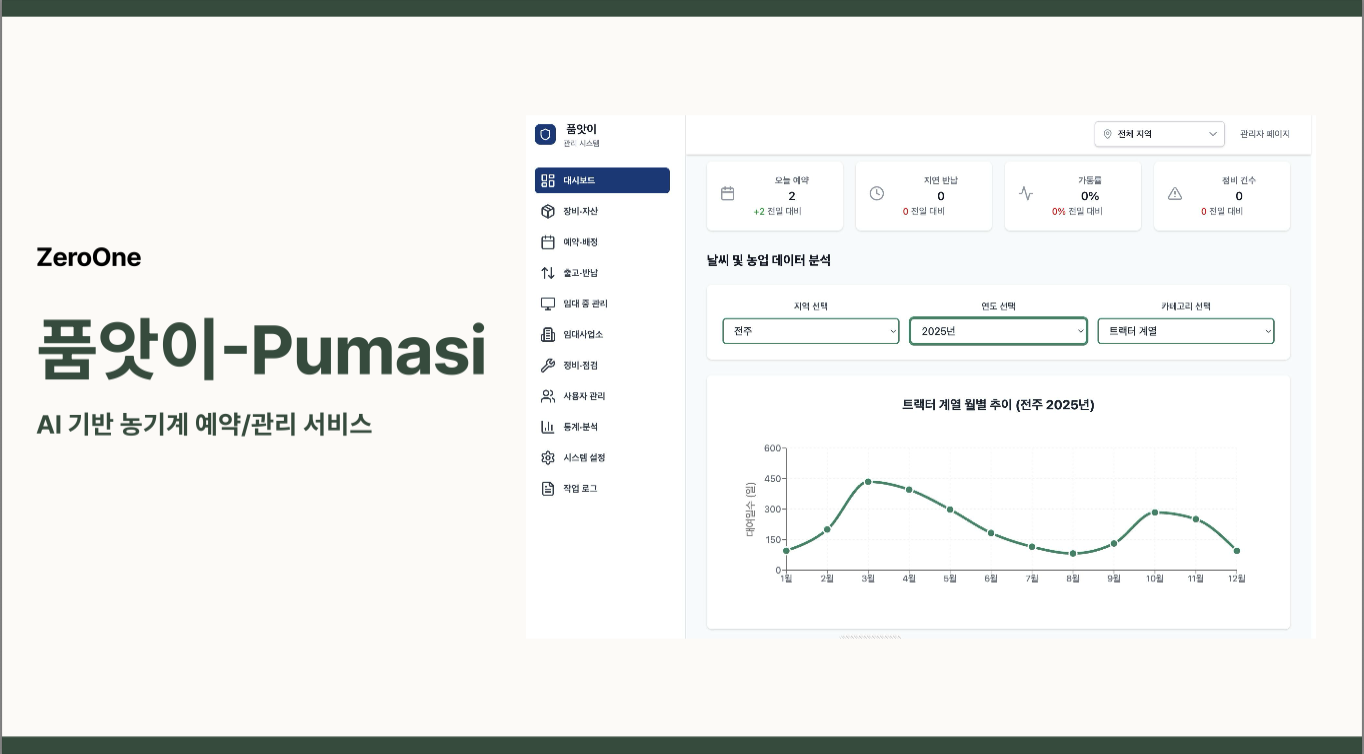 ZeroOne
품앗이-Pumasi
AI 기반 농기계 예약/관리 서비스
품앗이
관리 시스템
대시보드
장비·자산
예약·배정
출고·반납
임대 중 관리
임대사업소
정비·점검
사용자 관리
통계·분석
시스템 설정
작업 로그
전체 지역
관리자 페이지
오늘 예약
2
+2 전일 대비
지연 반납
0
0 전일 대비
가동률
0%
0% 전일 대비
정비 건수
0
0 전일 대비
날씨 및 농업 데이터 분석
지역 선택
연도 선택
카테고리 선택
전주
2025년
트랙터 계열
트랙터 계열 월별 추이 (전주 2025년)
대여일수 (일)
600
450
300
150
0
1월 2월 3월 4월 5월 6월 7월 8월 9월 10월 11월 12월